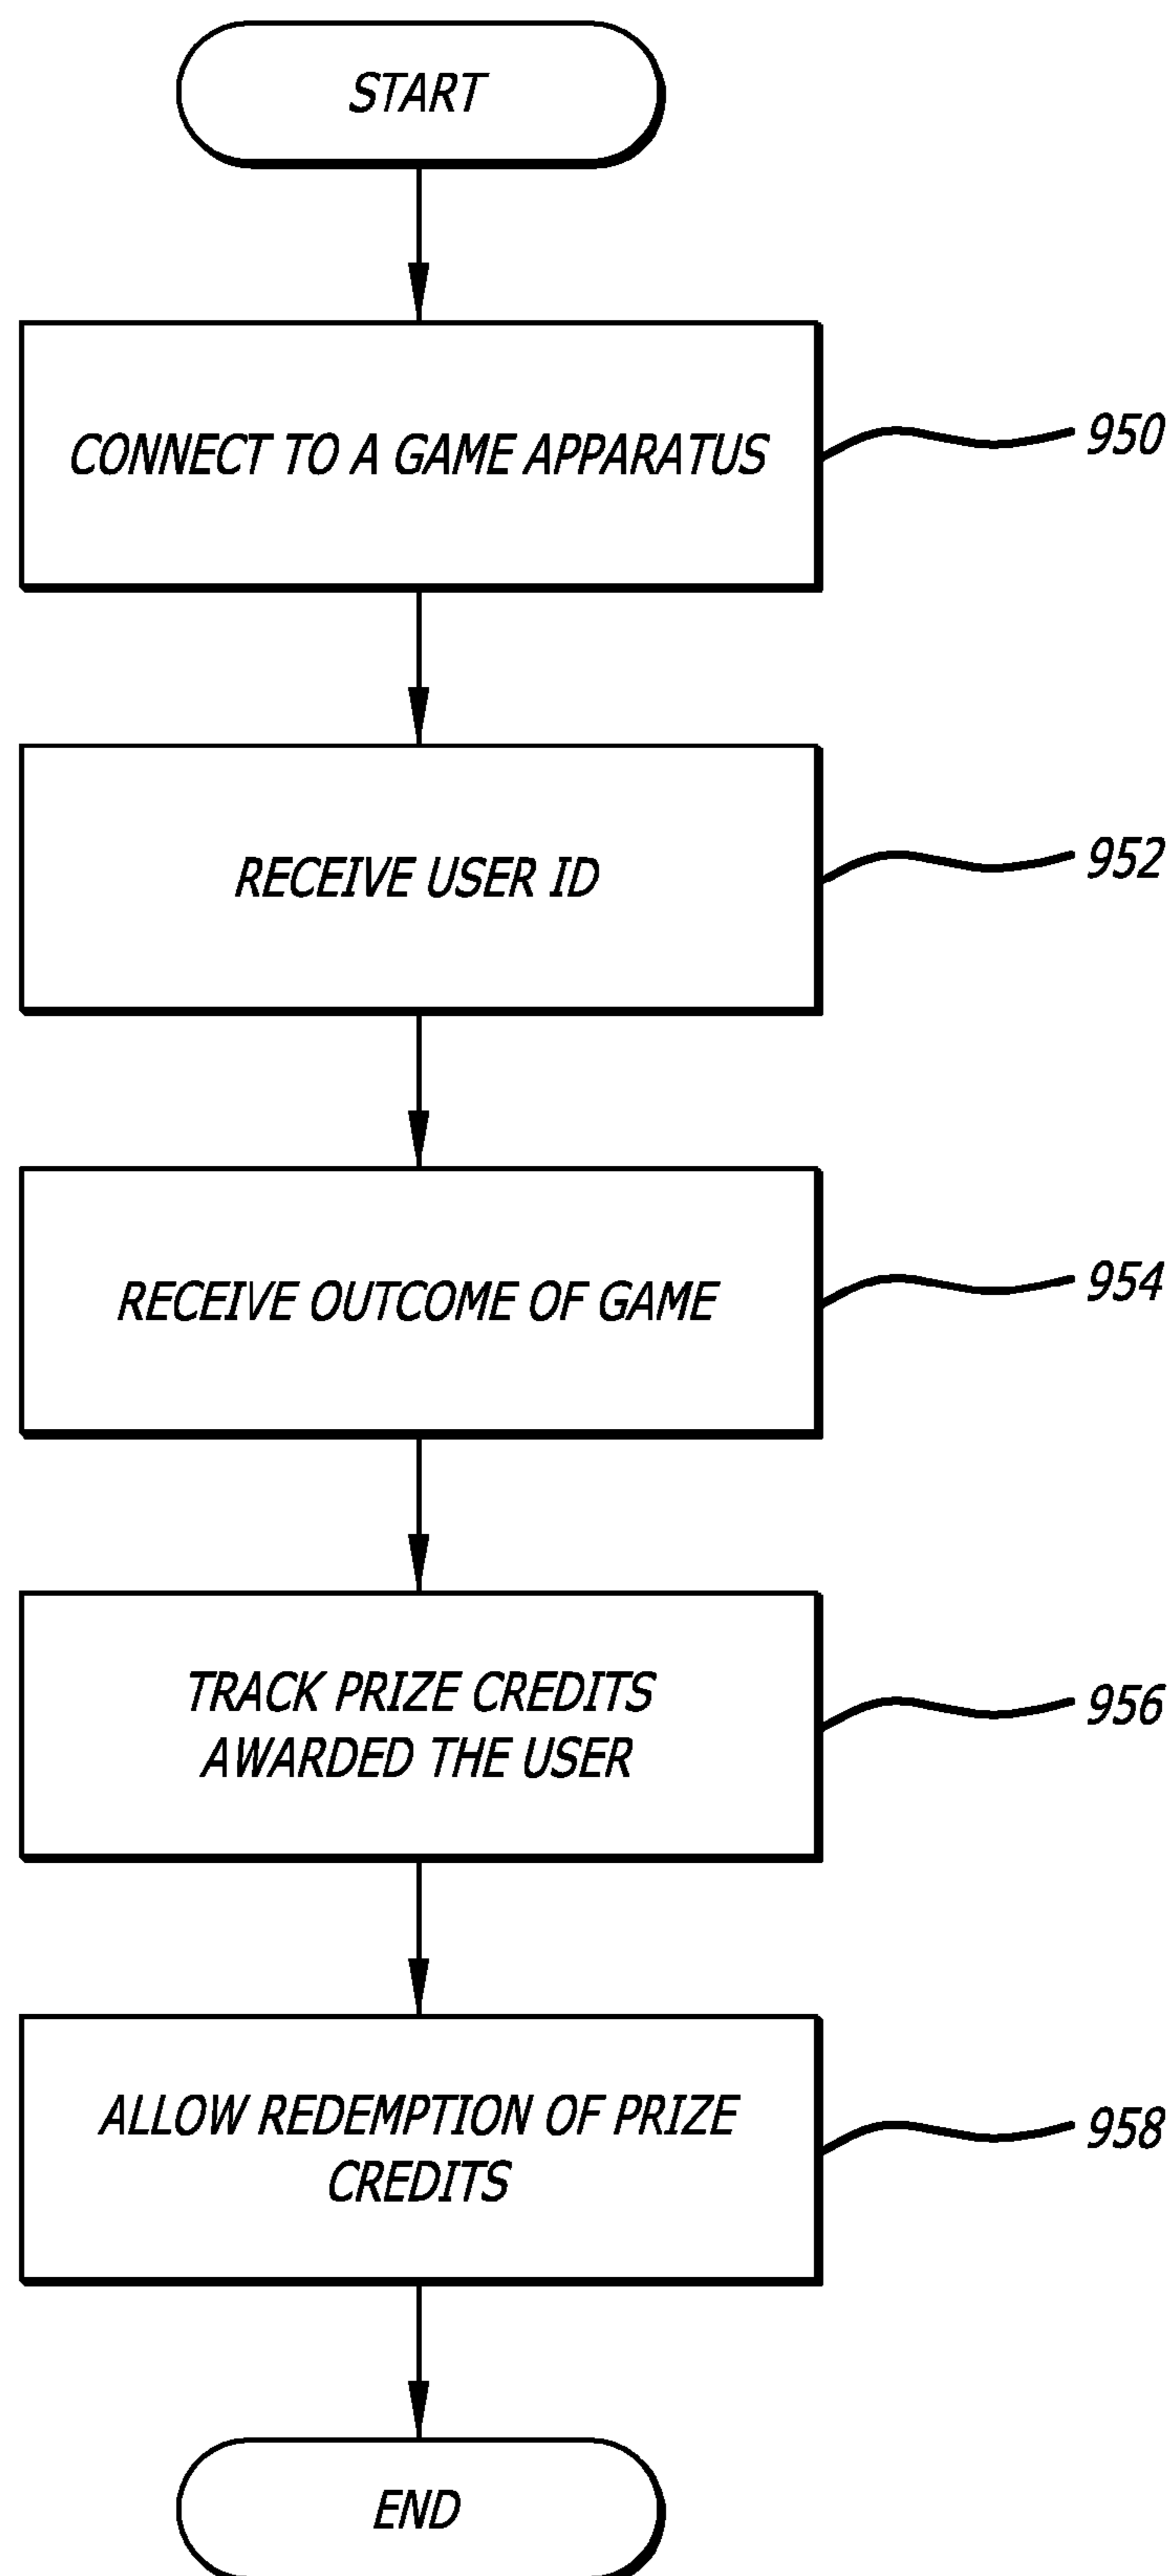 START
CONNECT TO A GAME APPARATUS
950
RECEIVE USER ID
952
RECEIVE OUTCOME OF GAME
954
TRACK PRIZE CREDITS
AWARDED THE USER
956
ALLOW REDEMPTION OF PRIZE
CREDITS
958
END